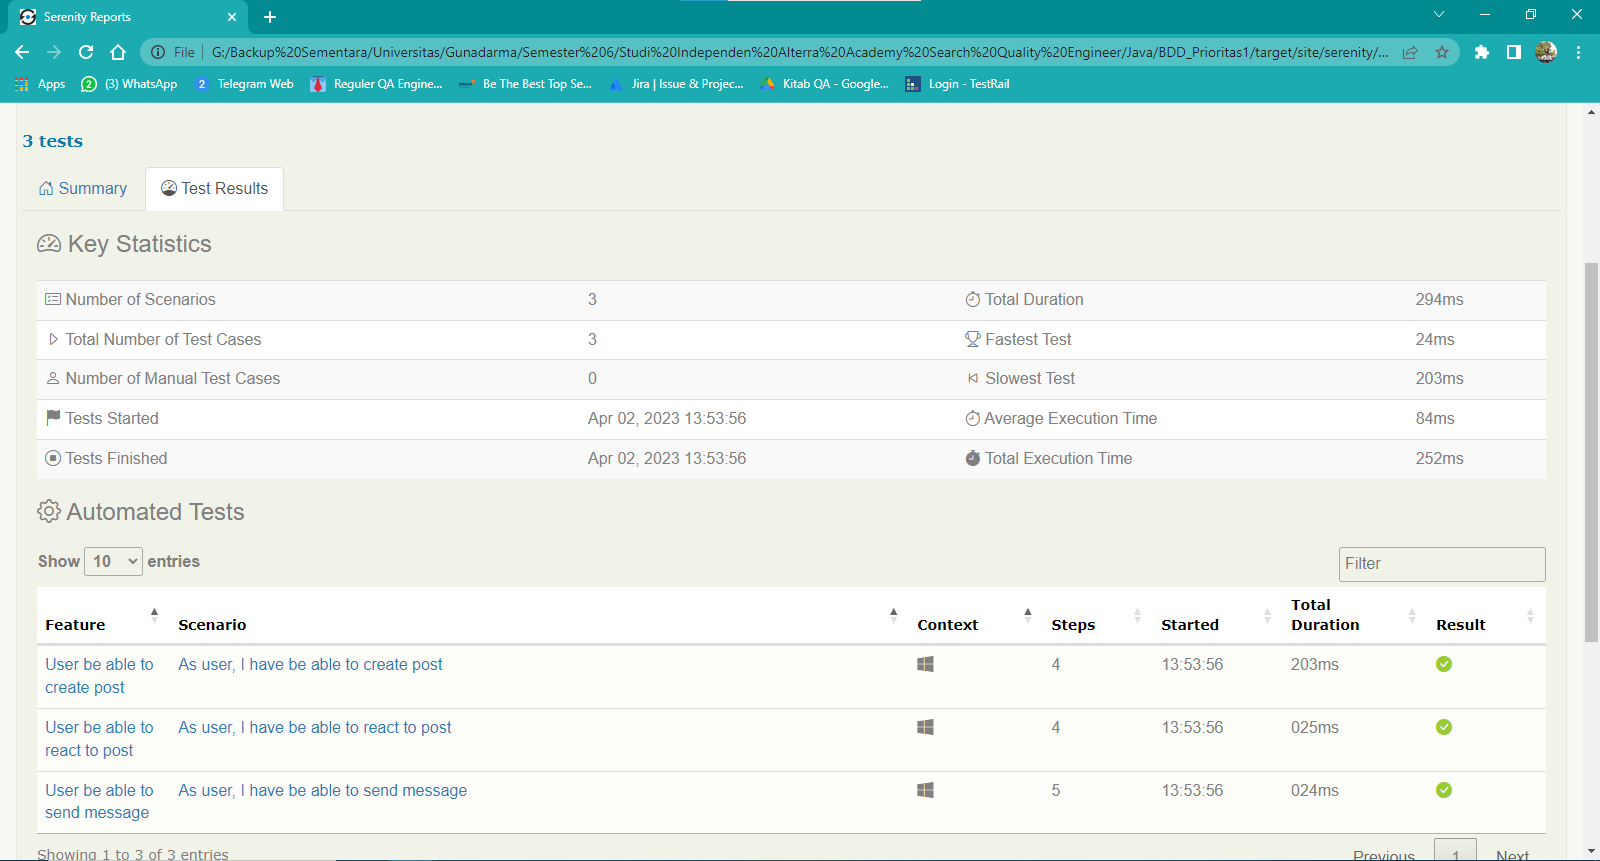 Serenity Reports
File G:/Backup%20Sementara/Universitas/Gunadarma/Semester%206/Studi%20Independen%20Alterra%20Academy%20Search%20Quality%20Engineer/Java/BDD_Prioritas1/target/site/serenity/...
Apps (3) WhatsApp Telegram Web Reguler QA Engine... Be The Best Top Se... Jira | Issue & Projec... Kitab QA - Google... Login - TestRail
3 tests
Summary Test Results
Key Statistics
Number of Scenarios 3 Total Duration 294ms
Total Number of Test Cases 3 Fastest Test 24ms
Number of Manual Test Cases 0 Slowest Test 203ms
Tests Started Apr 02, 2023 13:53:56 Average Execution Time 84ms
Tests Finished Apr 02, 2023 13:53:56 Total Execution Time 252ms
Automated Tests
Show 10 entries Filter
Feature Scenario Context Steps Started Total Duration Result
User be able to create post As user, I have be able to create post 4 13:53:56 203ms
User be able to react to post As user, I have be able to react to post 4 13:53:56 025ms
User be able to send message As user, I have be able to send message 5 13:53:56 024ms
Showing 1 to 3 of 3 entries Previous 1 Next